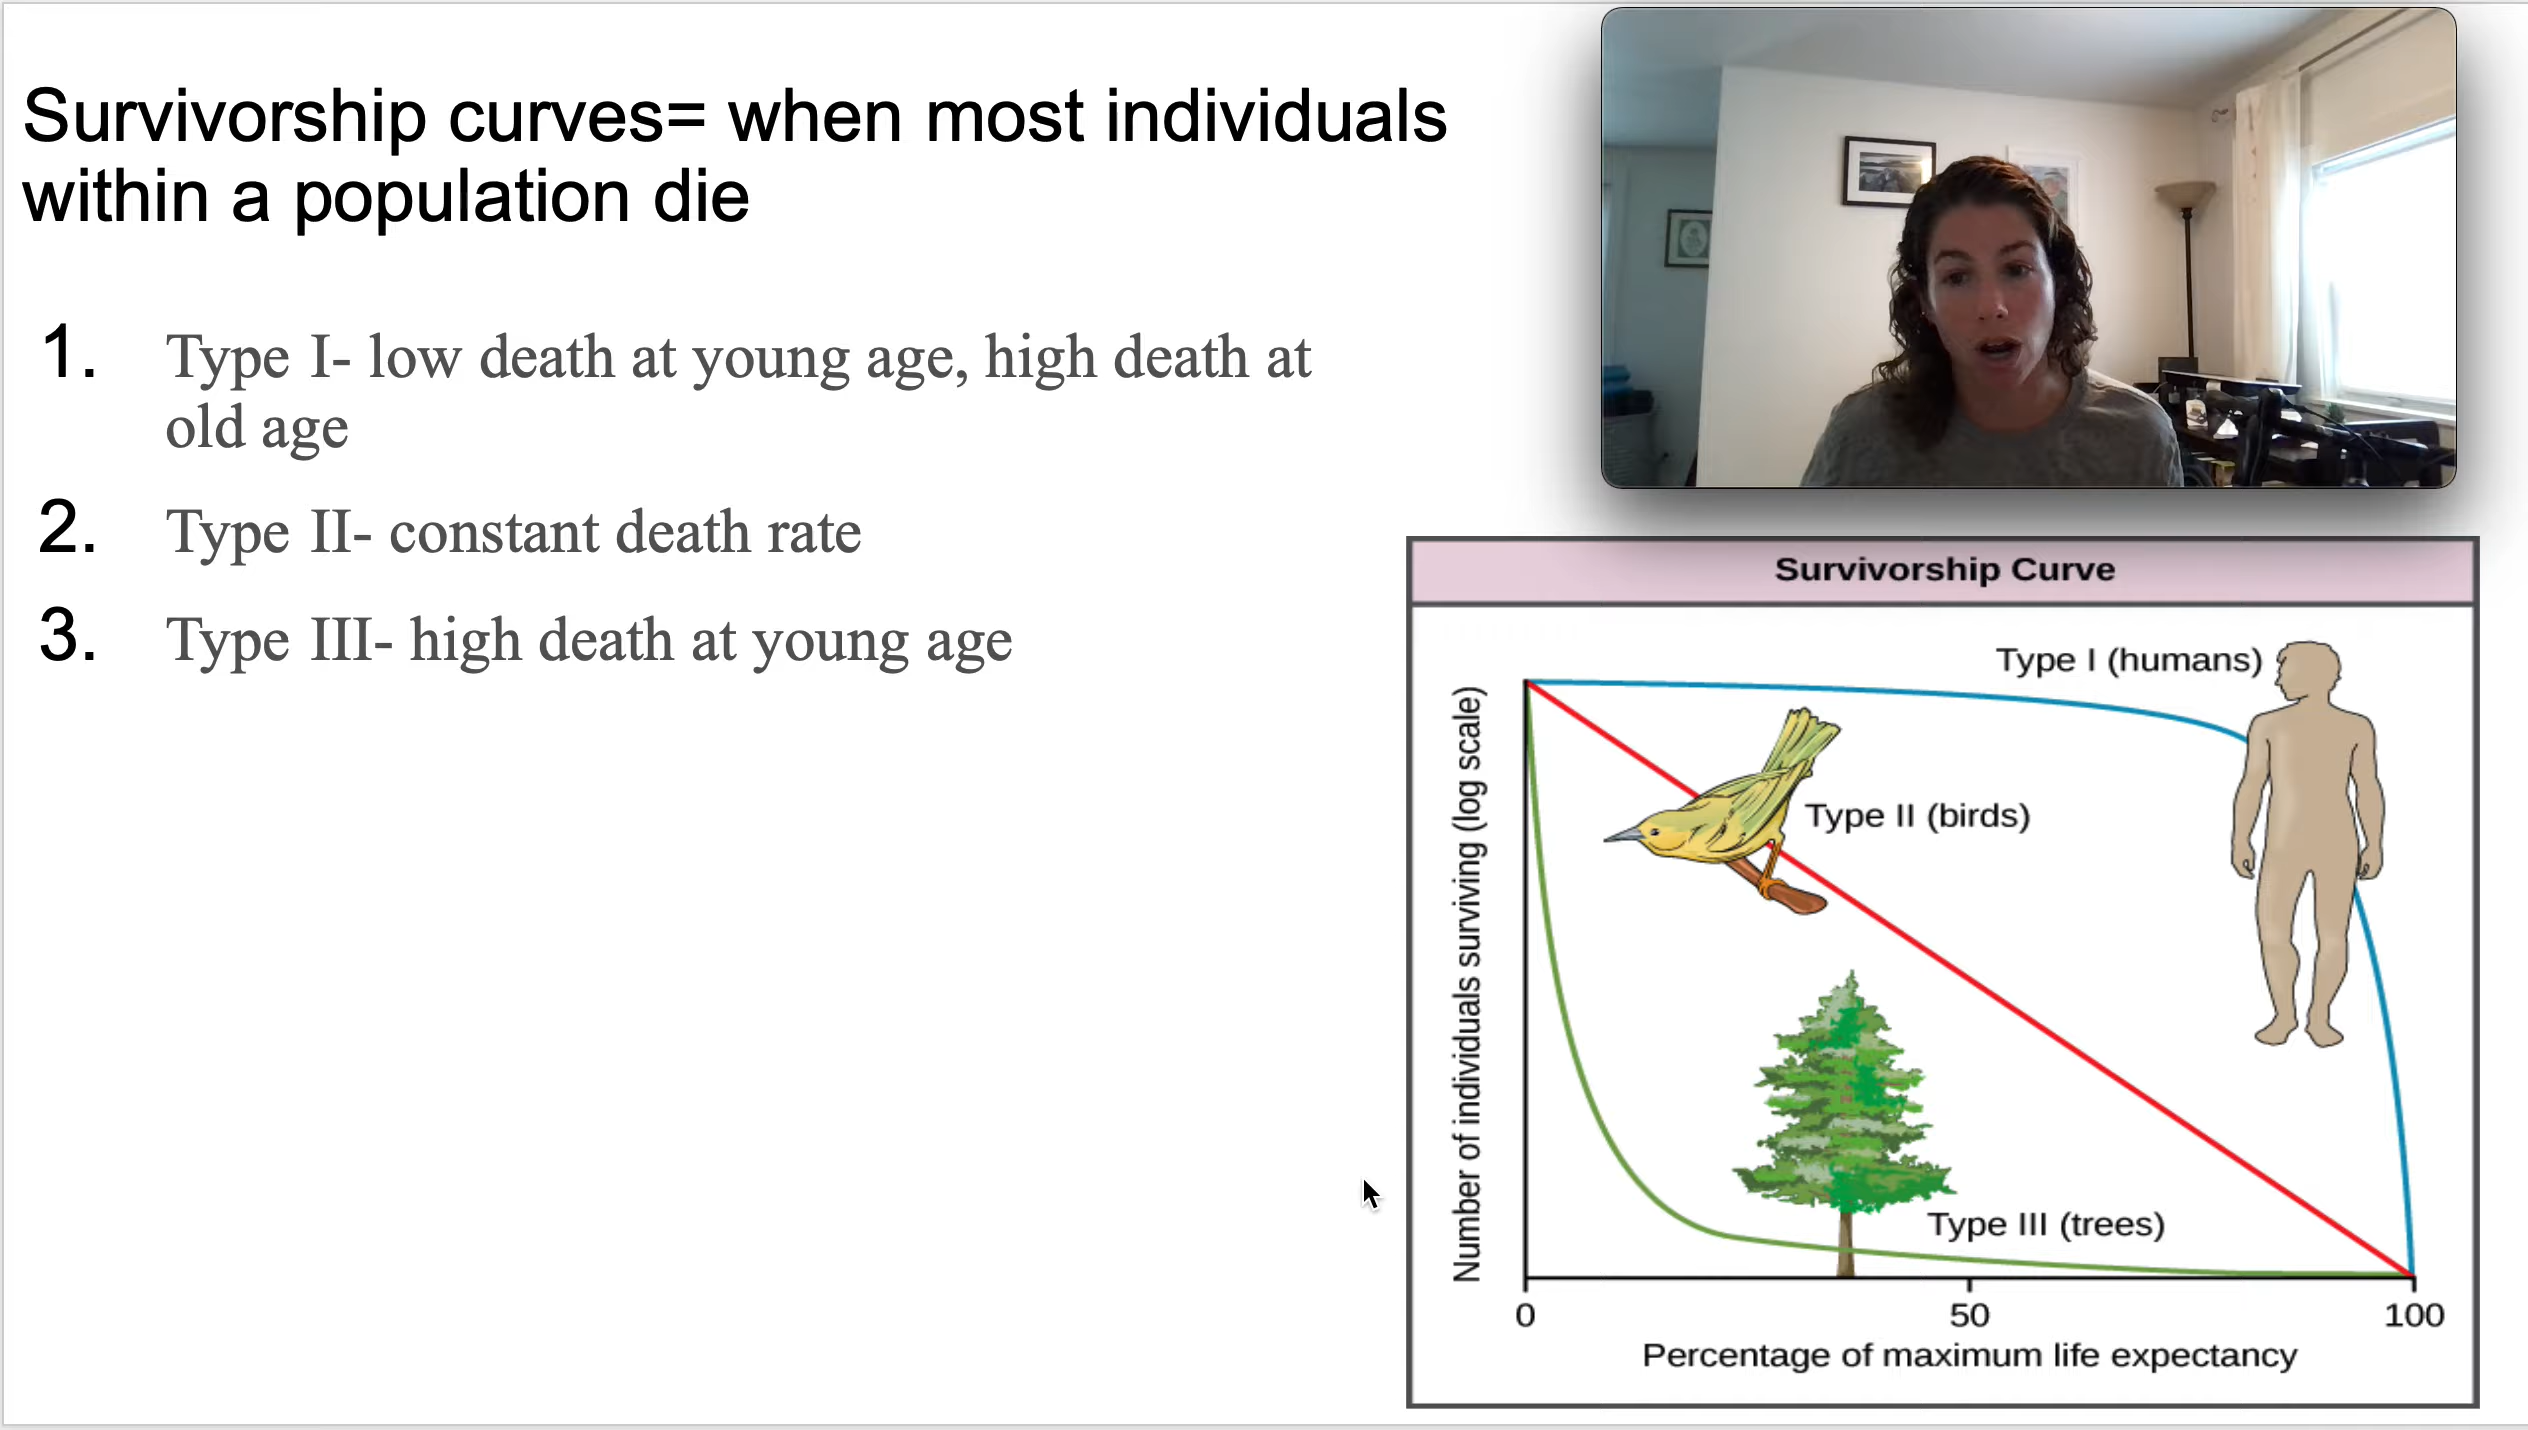 Survivorship curves= when most individuals
within a population die
1. Type I- low death at young age, high death at
old age
2. Type II- constant death rate
3. Type III- high death at young age
Survivorship Curve
Type I (humans)
Type II (birds)
Type III (trees)
Number of individuals surviving (log scale)
0 50 100
Percentage of maximum life expectancy